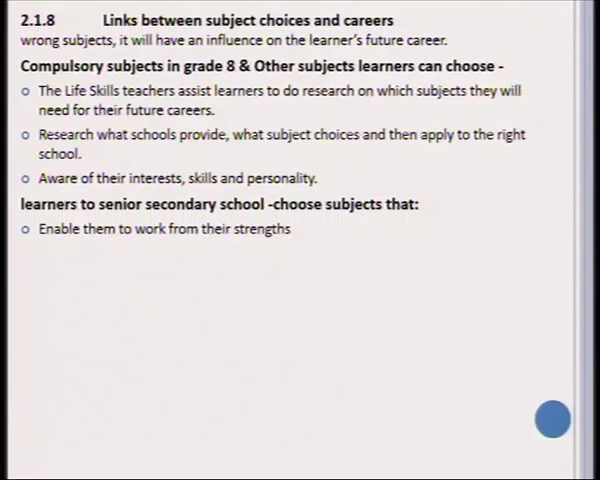 2.1.8 Links between subject choices and careers
wrong subjects, it will have an influence on the learner's future career.
Compulsory subjects in grade 8 & Other subjects learners can choose -
The Life Skills teachers assist learners to do research on which subjects they will
need for their future careers.
Research what schools provide, what subject choices and then apply to the right
school.
Aware of their interests, skills and personality.
learners to senior secondary school -choose subjects that:
Enable them to work from their strengths